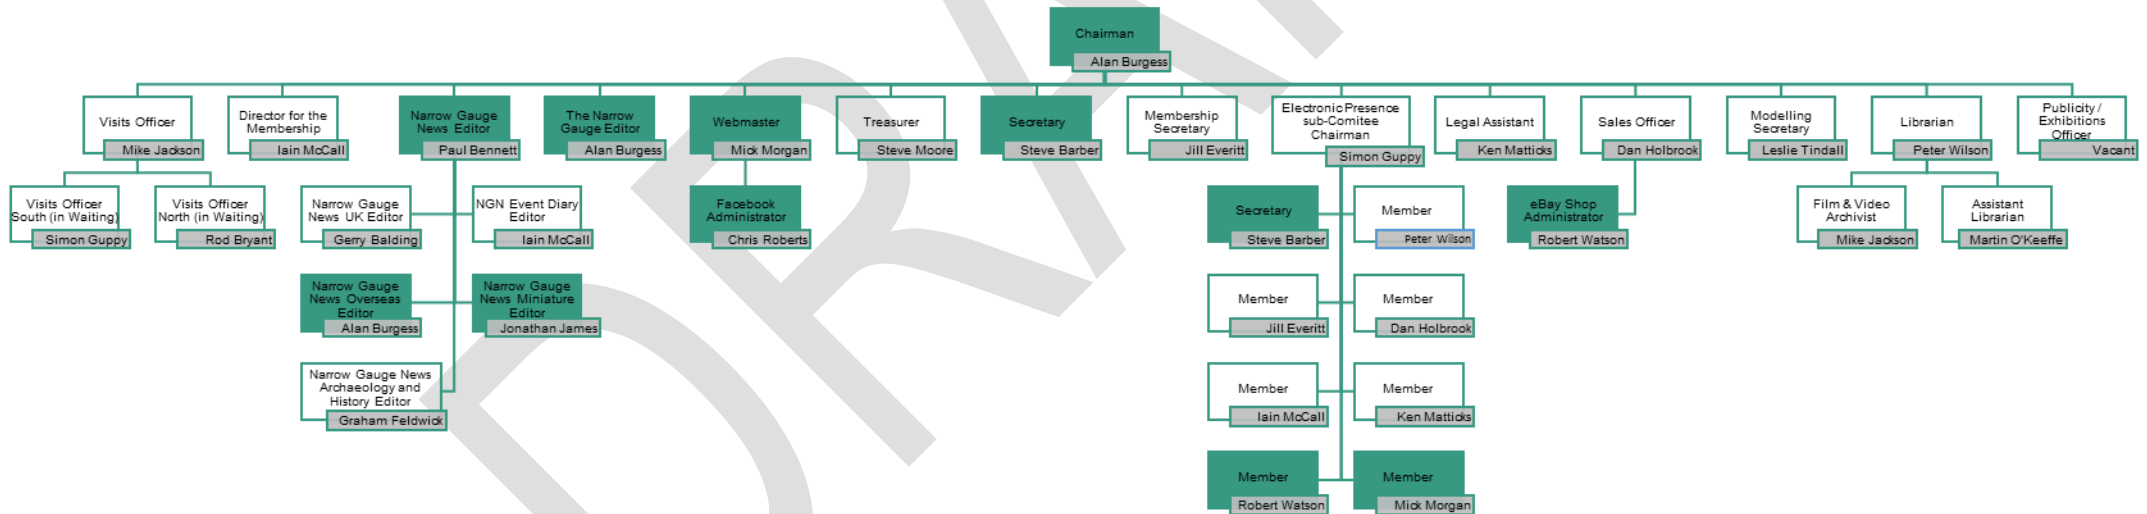 Chairman
Alan Burgess
Visits Officer
Mike Jackson
Director for the
Membership
Iain McCall
Narrow Gauge
News Editor
Paul Bennett
The Narrow
Gauge Editor
Alan Burgess
Webmaster
Mick Morgan
Treasurer
Steve Moore
Secretary
Steve Barber
Membership
Secretary
Jill Everitt
Electronic Presence
sub-Comitee
Chairman
Simon Guppy
Legal Assistant
Ken Matticks
Sales Officer
Dan Holbrook
Modelling
Secretary
Leslie Tindall
Librarian
Peter Wilson
Publicity /
Exhibitions
Officer
Vacant
Visits Officer
South (in Waiting)
Simon Guppy
Visits Officer
North (in Waiting)
Rod Bryant
Narrow Gauge
News UK Editor
Gerry Balding
NGN Event Diary
Editor
Iain McCall
Facebook
Administrator
Chris Roberts
Secretary
Steve Barber
Member
Peter Wilson
eBay Shop
Administrator
Robert Watson
Film & Video
Archivist
Mike Jackson
Assistant
Librarian
Martin O'Keeffe
Narrow Gauge
News Overseas
Editor
Alan Burgess
Narrow Gauge
News Miniature
Editor
Jonathan James
Member
Jill Everitt
Member
Dan Holbrook
Narrow Gauge News
Archaeology and
History Editor
Graham Feldwick
Member
Iain McCall
Member
Ken Matticks
Member
Robert Watson
Member
Mick Morgan
DRA